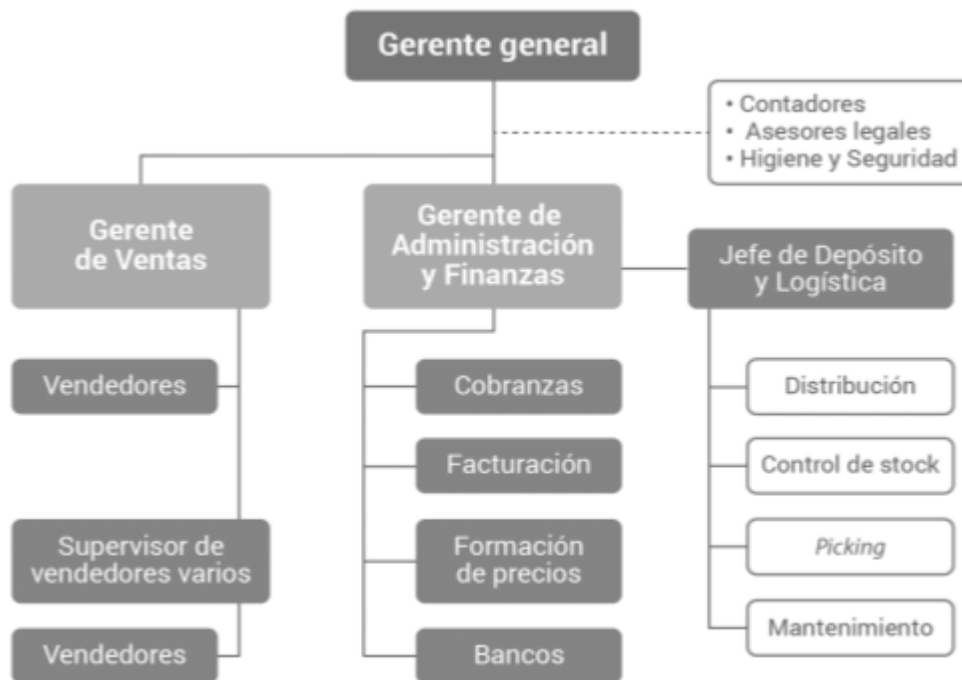 Gerente general
• Contadores
• Asesores legales
• Higiene y Seguridad
Gerente
de Ventas
Gerente de
Administración
y Finanzas
Jefe de Depósito
y Logística
Vendedores
Supervisor de
vendedores varios
Vendedores
Cobranzas
Facturación
Formación
de precios
Bancos
Distribución
Control de stock
Picking
Mantenimiento